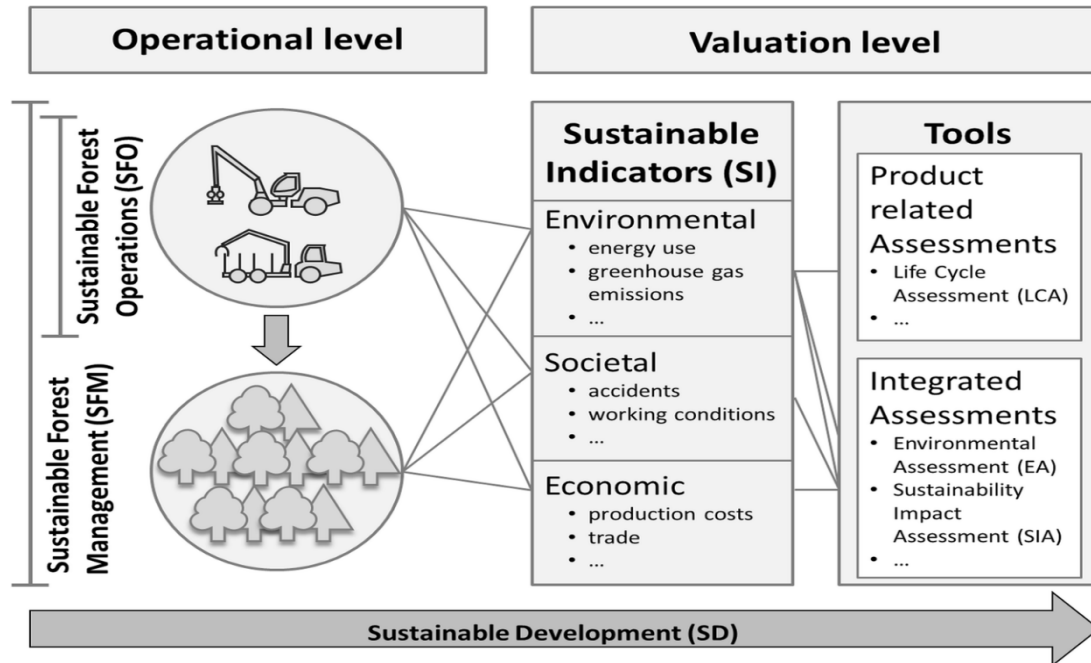 Operational level
Valuation level
Sustainable Forest
Operations (SFO)
Sustainable Forest
Management (SFM)
Sustainable
Indicators (SI)
Environmental
• energy use
• greenhouse gas
emissions
• ...
Societal
• accidents
• working conditions
• ...
Economic
• production costs
• trade
• ...
Tools
Product
related
Assessments
• Life Cycle
Assessment (LCA)
• ...
Integrated
Assessments
• Environmental
Assessment (EA)
• Sustainability
Impact
Assessment (SIA)
• ...
Sustainable Development (SD)